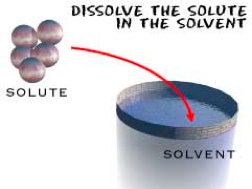 DISSOLVE THE SOLUTE
IN THE SOLVENT
SOLUTE
SOLVENT